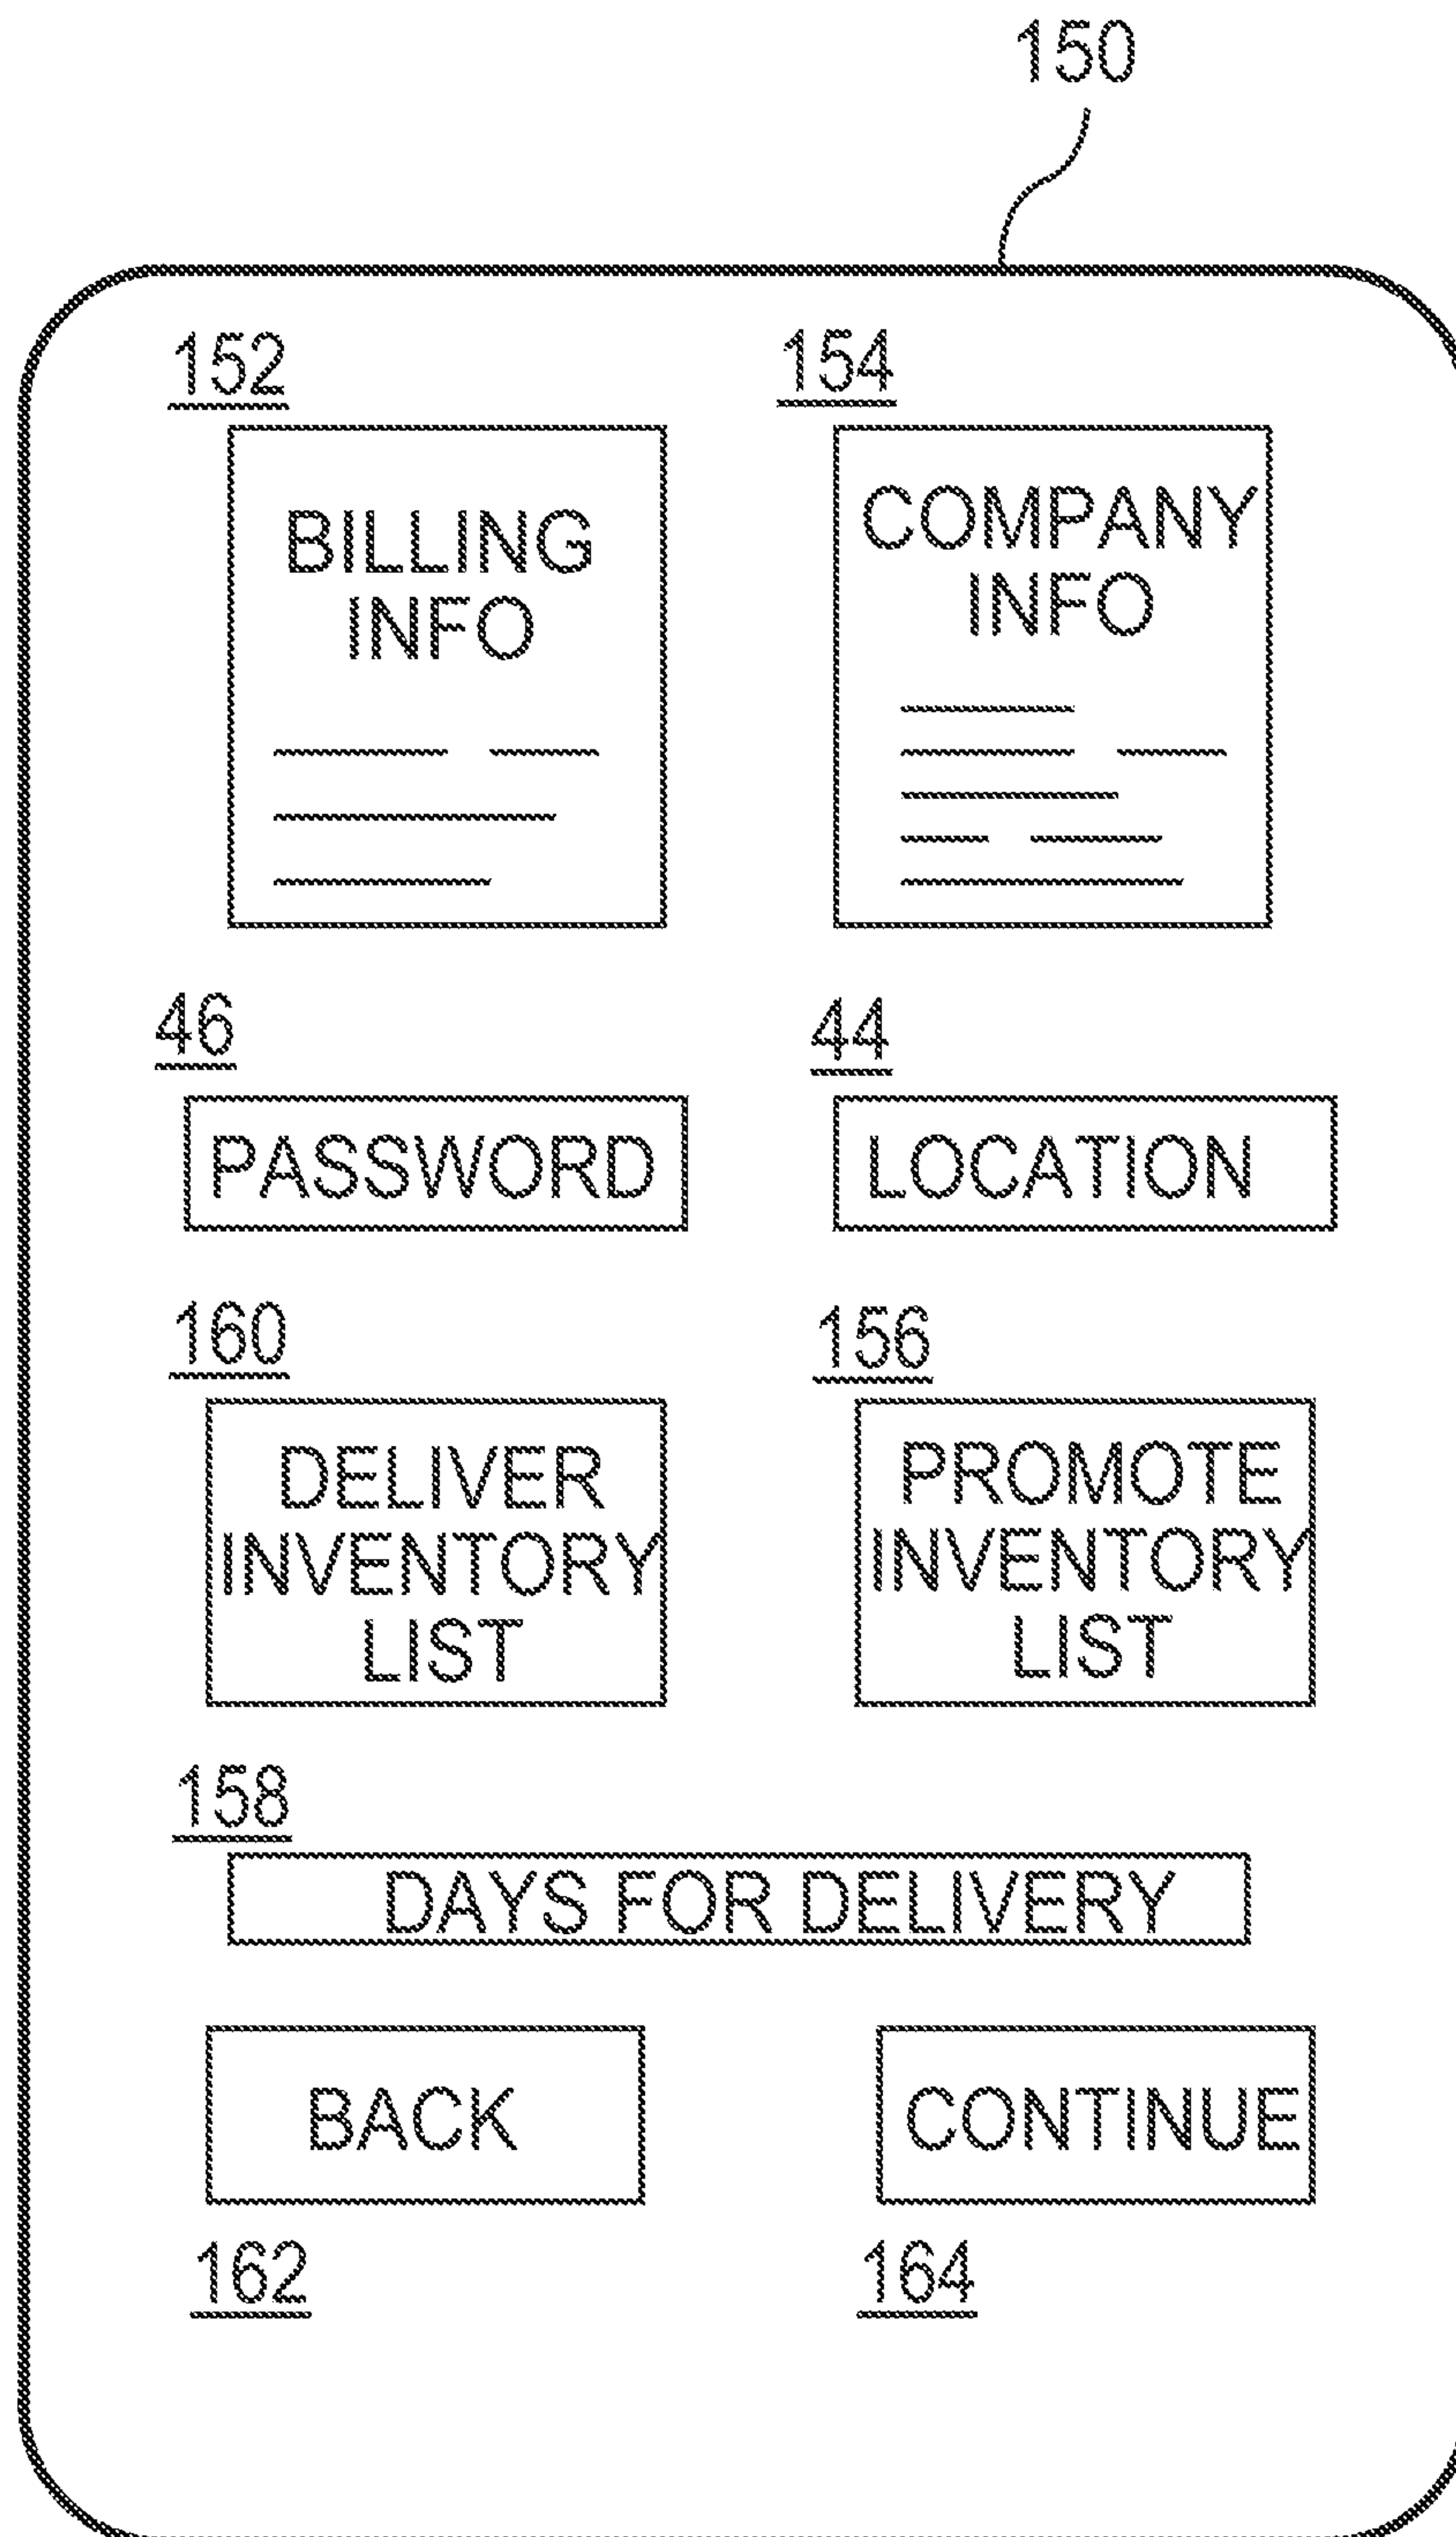 150
152
154
BILLING
INFO
COMPANY
INFO
46
44
PASSWORD
LOCATION
160
156
DELIVER
INVENTORY
LIST
PROMOTE
INVENTORY
LIST
158
DAYS FOR DELIVERY
BACK
CONTINUE
162
164